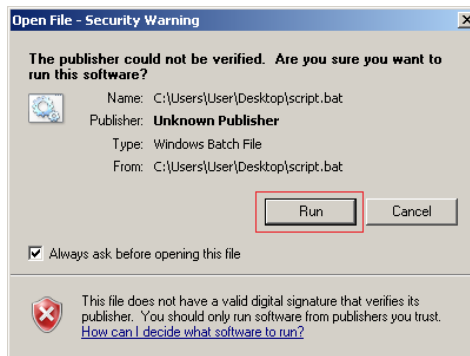 Open File - Security Warning
The publisher could not be verified.  Are you sure you want to
run this software?
Name: C:\Users\User\Desktop\script.bat
Publisher: Unknown Publisher
Type: Windows Batch File
From: C:\Users\User\Desktop\script.bat
Run Cancel
Always ask before opening this file
This file does not have a valid digital signature that verifies its
publisher.  You should only run software from publishers you trust.
How can I decide what software to run?